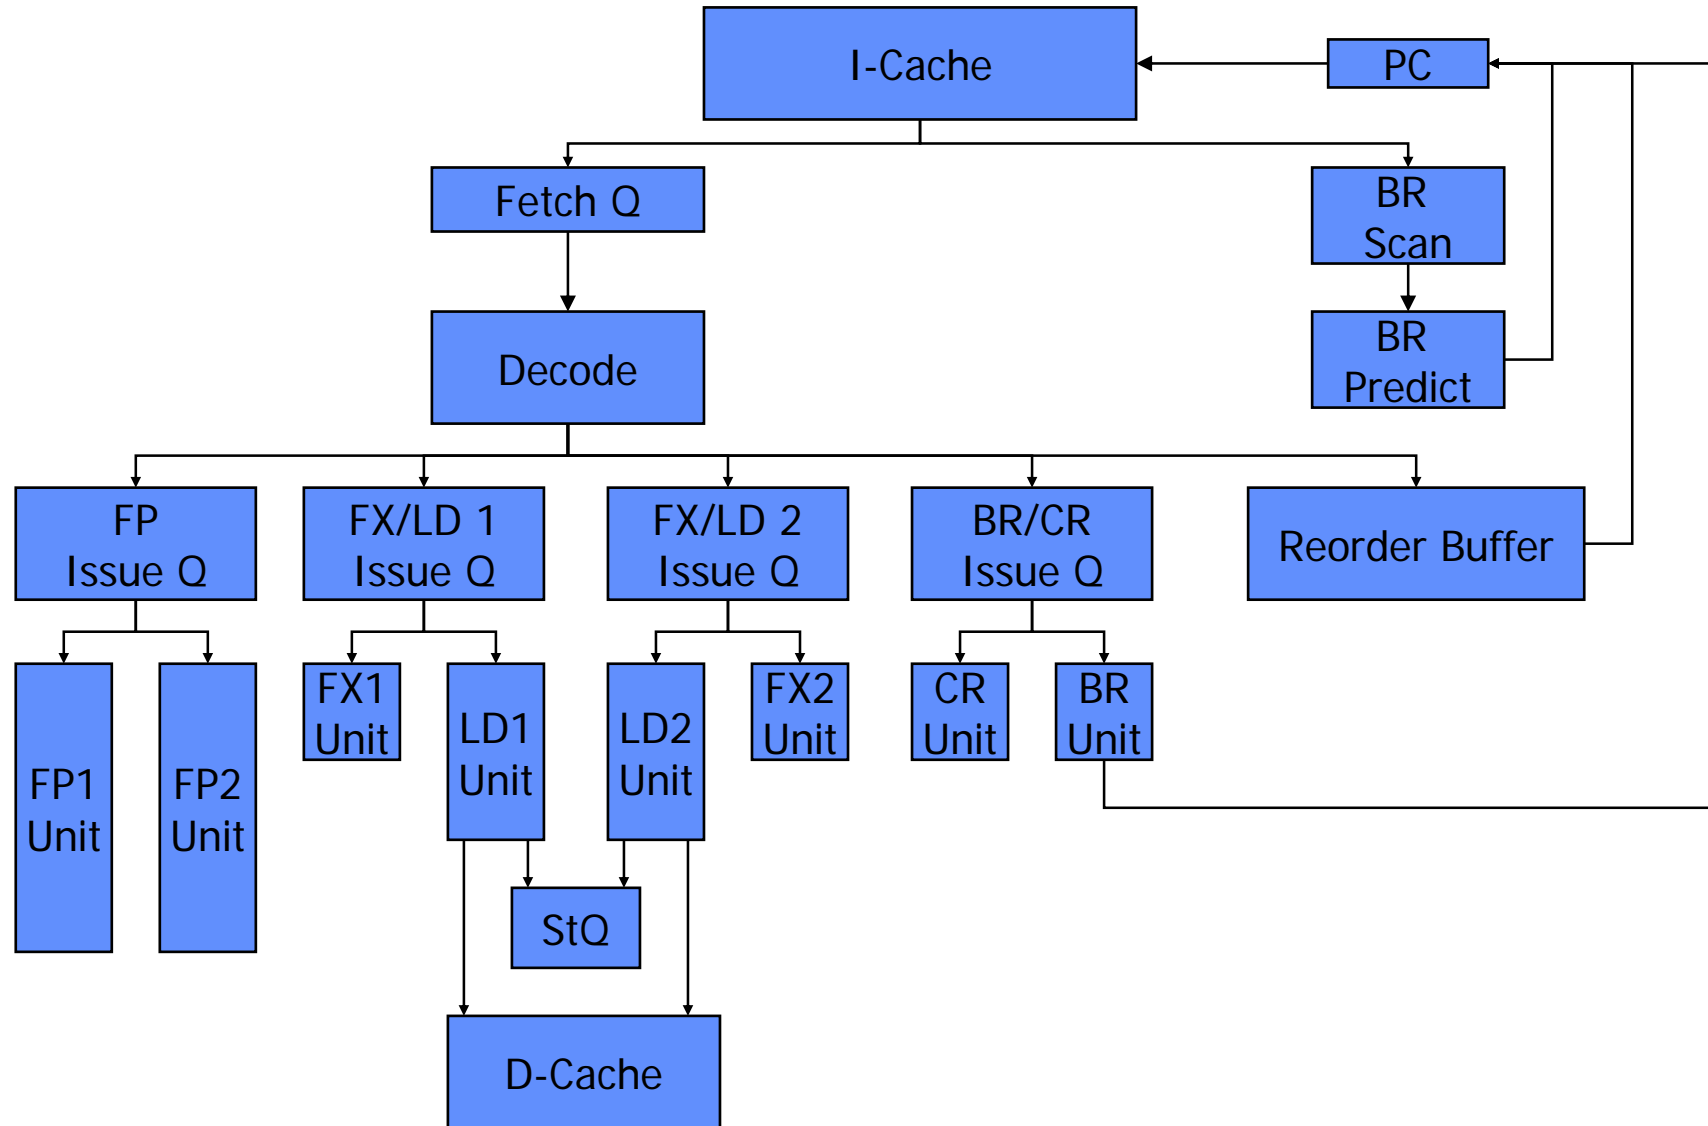 I-Cache
PC
Fetch Q
BR
Scan
Decode
BR
Predict
FP
Issue Q
FX/LD 1
Issue Q
FX/LD 2
Issue Q
BR/CR
Issue Q
Reorder Buffer
FP1
Unit
FP2
Unit
FX1
Unit
LD1
Unit
LD2
Unit
FX2
Unit
CR
Unit
BR
Unit
StQ
D-Cache